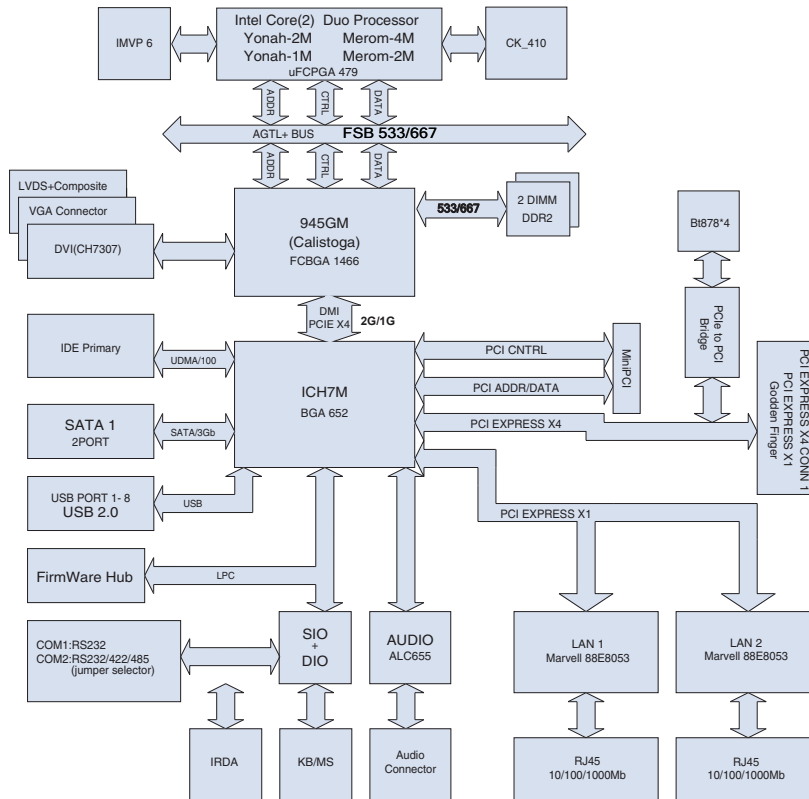 IMVP 6
Intel Core(2) Duo Processor
Yonah-2M Merom-4M
Yonah-1M Merom-2M
uFCPGA 479
CK_410
ADDR
CTRL
DATA
AGTL+ BUS FSB 533/667
ADDR
CTRL
DATA
LVDS+Composite
VGA Connector
DVI(CH7307)
945GM
(Calistoga)
FCBGA 1466
533/667
2 DIMM
DDR2
Bt878*4
DMI
PCIE X4
2G/1G
PCIe to PCI
Bridge
IDE Primary
UDMA/100
ICH7M
BGA 652
PCI CNTRL
PCI ADDR/DATA
MiniPCI
PCI EXPRESS X4
PCI EXPRESS X4 CONN 1
PCI EXPRESS X1
Godden Finger
SATA 1
2PORT
SATA/3Gb
USB PORT 1- 8
USB 2.0
USB
PCI EXPRESS X1
FirmWare Hub
LPC
COM1:RS232
COM2:RS232/422/485
(jumper selector)
SIO
+
DIO
AUDIO
ALC655
LAN 1
Marvell 88E8053
LAN 2
Marvell 88E8053
IRDA
KB/MS
Audio
Connector
RJ45
10/100/1000Mb
RJ45
10/100/1000Mb